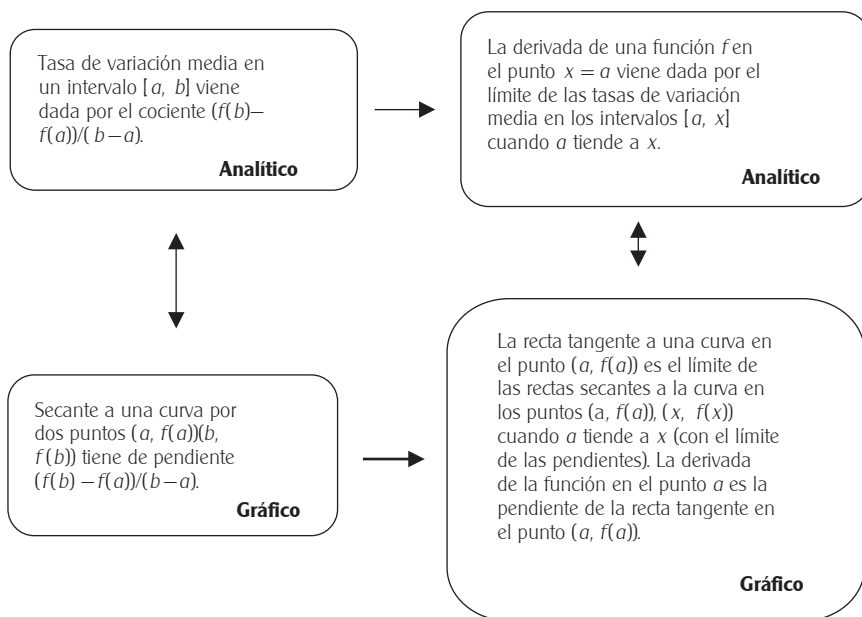 Tasa de variación media en
un intervalo [a, b] viene
dada por el cociente (f(b)–
f(a))/(b–a).
Analítico
La derivada de una función f en
el punto x = a viene dada por el
límite de las tasas de variación
media en los intervalos [a, x]
cuando a tiende a x.
Analítico
Secante a una curva por
dos puntos (a, f(a))(b,
f(b)) tiene de pendiente
(f(b) – f(a))/(b–a).
Gráfico
La recta tangente a una curva en
el punto (a, f(a)) es el límite de
las rectas secantes a la curva en
los puntos (a, f(a)), (x, f(x))
cuando a tiende a x (con el límite
de las pendientes). La derivada
de la función en el punto a es la
pendiente de la recta tangente en
el punto (a, f(a)).
Gráfico